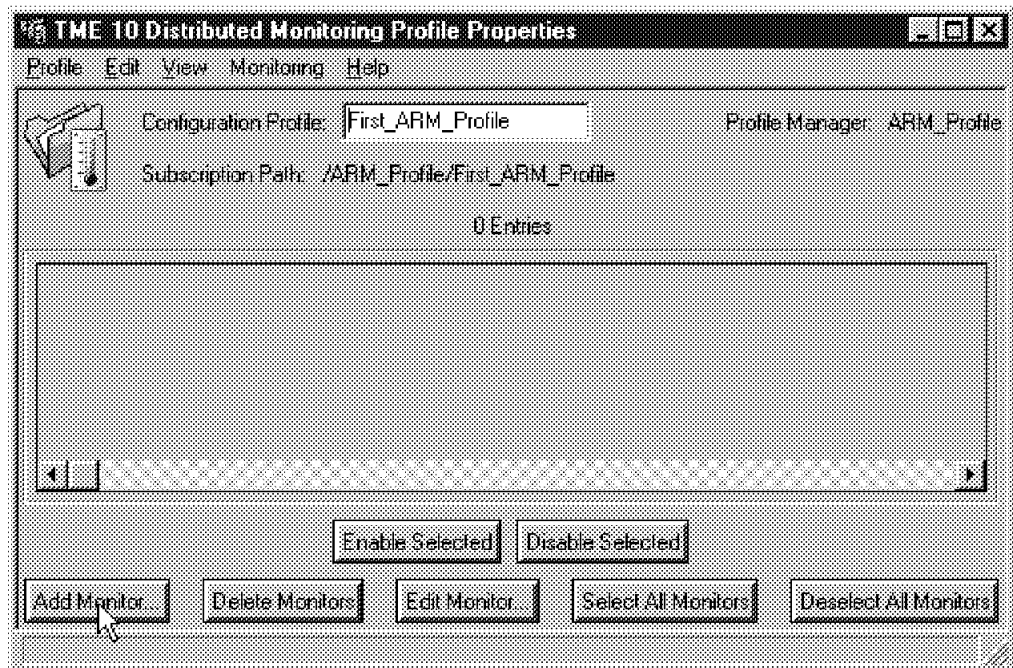 TME 10 Distributed Monitoring Profile Properties
Profile Edit View Monitoring Help
Configuration Profile: First_ARM_Profile Profile Manager: ARM_Profile
Subscription Path: /ARM_Profile/First_ARM_Profile
0 Entries
Enable Selected Disable Selected
Add Monitor... Delete Monitors Edit Monitor... Select All Monitors Deselect All Monitors